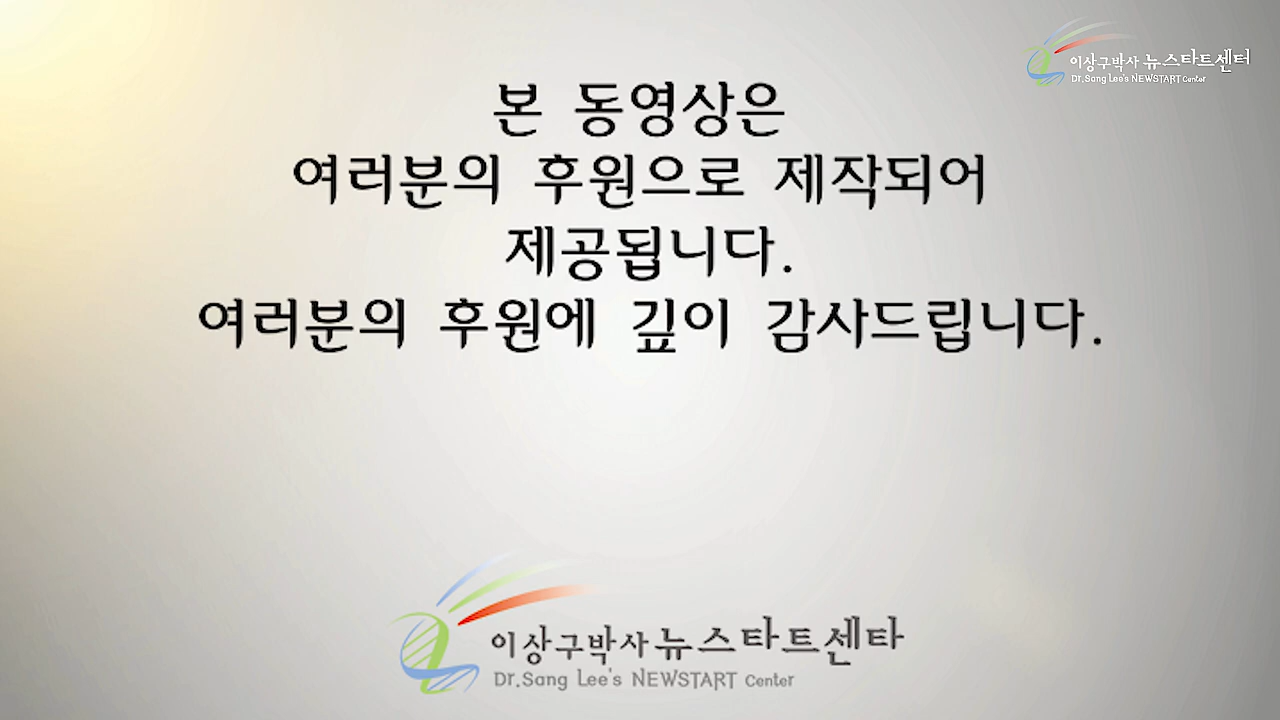 이상구박사 뉴스타트센터
Dr.Sang Lee's NEWSTART Center
본 동영상은
여러분의 후원으로 제작되어
제공됩니다.
여러분의 후원에 깊이 감사드립니다.
이상구박사 뉴스타트센타
Dr.Sang Lee's NEWSTART Center